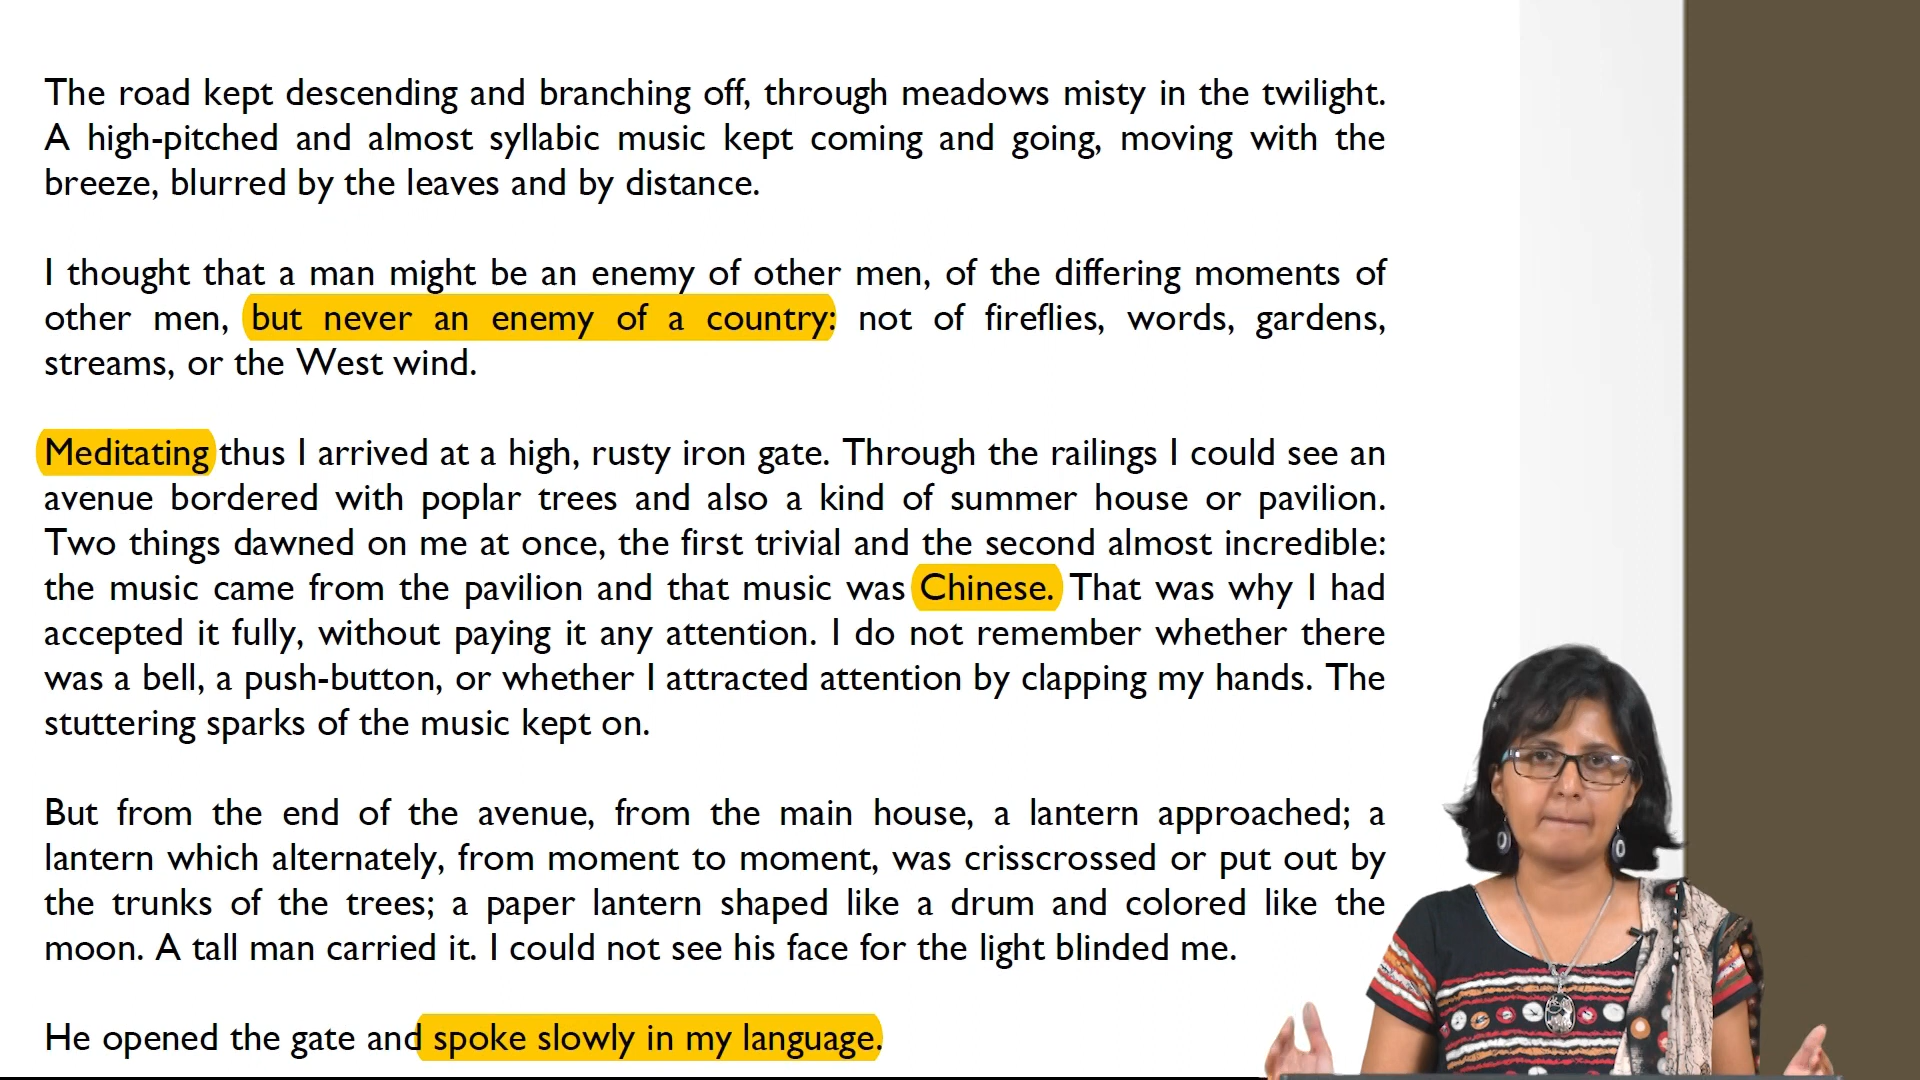 The road kept descending and branching off, through meadows misty in the twilight.
A high-pitched and almost syllabic music kept coming and going, moving with the
breeze, blurred by the leaves and by distance.
I thought that a man might be an enemy of other men, of the differing moments of
other men, but never an enemy of a country: not of fireflies, words, gardens,
streams, or the West wind.
Meditating thus I arrived at a high, rusty iron gate. Through the railings I could see an
avenue bordered with poplar trees and also a kind of summer house or pavilion.
Two things dawned on me at once, the first trivial and the second almost incredible:
the music came from the pavilion and that music was Chinese. That was why I had
accepted it fully, without paying it any attention. I do not remember whether there
was a bell, a push-button, or whether I attracted attention by clapping my hands. The
stuttering sparks of the music kept on.
But from the end of the avenue, from the main house, a lantern approached; a
lantern which alternately, from moment to moment, was crisscrossed or put out by
the trunks of the trees; a paper lantern shaped like a drum and colored like the
moon. A tall man carried it. I could not see his face for the light blinded me.
He opened the gate and spoke slowly in my language.